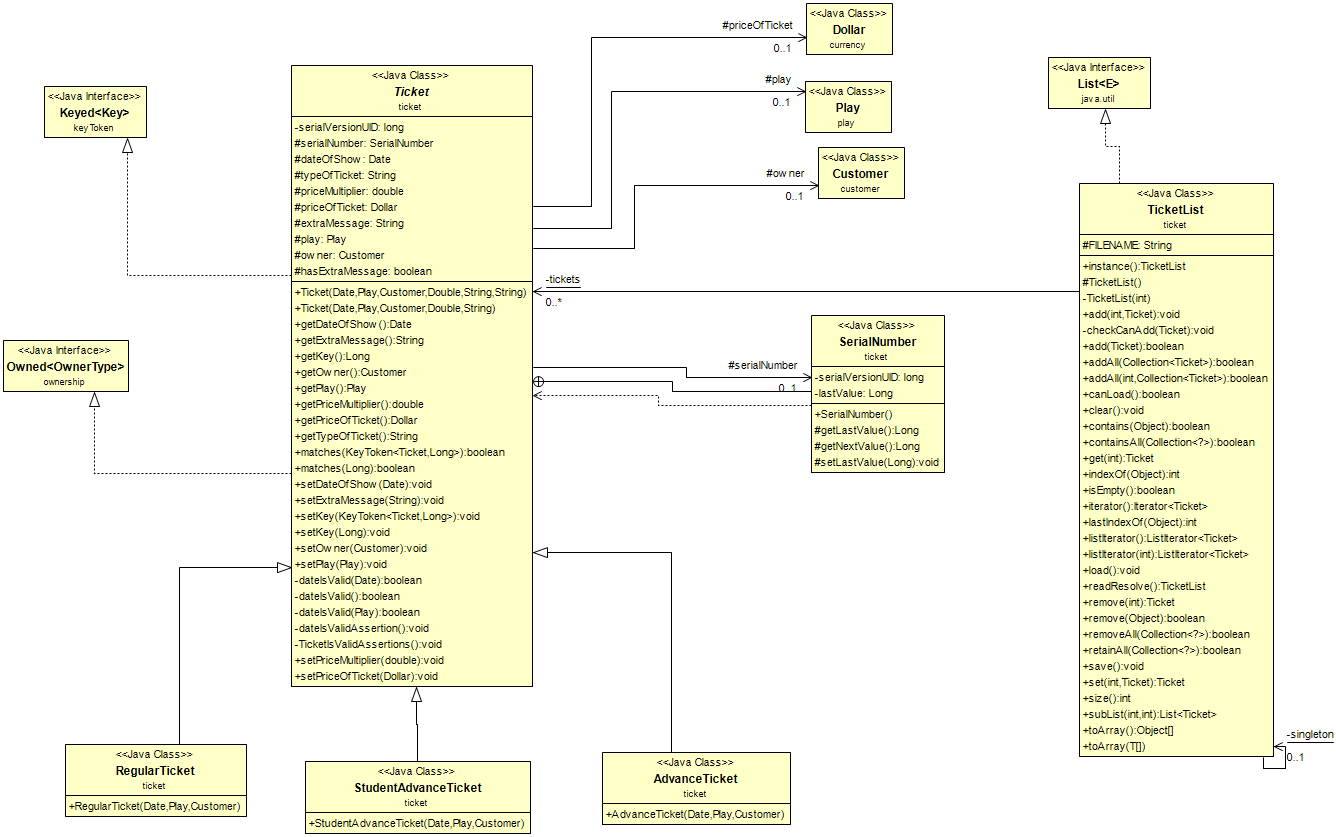 <<Java Interface>>
Keyed<Key>
keyToken
<<Java Interface>>
Owned<OwnerType>
ownership
<<Java Class>>
Ticket
ticket
-serialVersionUID: long
#serialNumber: SerialNumber
#dateOfShow: Date
#typeOfTicket: String
#priceMultiplier: double
#priceOfTicket: Dollar
#extraMessage: String
#play: Play
#owner: Customer
#hasExtraMessage: boolean
+Ticket(Date,Play,Customer,Double,String,String)
+Ticket(Date,Play,Customer,Double,String)
+getDateOfShow():Date
+getExtraMessage():String
+getKey():Long
+getOwner():Customer
+getPlay():Play
+getPriceMultiplier():double
+getPriceOfTicket():Dollar
+getTypeOfTicket():String
+matches(KeyToken<Ticket,Long>):boolean
+matches(Long):boolean
+setDateOfShow(Date):void
+setExtraMessage(String):void
+setKey(KeyToken<Ticket,Long>):void
+setKey(Long):void
+setOwner(Customer):void
+setPlay(Play):void
-dateIsValid(Date):boolean
-dateIsValid():boolean
-dateIsValid(Play):boolean
-dateIsValidAssertion():void
-TicketIsValidAssertions():void
+setPriceMultiplier(double):void
+setPriceOfTicket(Dollar):void
#priceOfTicket
0..1
<<Java Class>>
Dollar
currency
#play
0..1
<<Java Class>>
Play
play
#owner
0..1
<<Java Class>>
Customer
customer
-tickets
0..*
#serialNumber
0..1
<<Java Class>>
SerialNumber
ticket
-serialVersionUID: long
-lastValue: Long
+SerialNumber()
#getLastValue():Long
#getNextValue():Long
#setLastValue(Long):void
<<Java Interface>>
List<E>
java.util
<<Java Class>>
TicketList
ticket
#FILENAME: String
+instance():TicketList
#TicketList()
-TicketList(int)
+add(int,Ticket):void
-checkCanAdd(Ticket):void
+add(Ticket):boolean
+addAll(Collection<Ticket>):boolean
+addAll(int,Collection<Ticket>):boolean
+canLoad():boolean
+clear():void
+contains(Object):boolean
+containsAll(Collection<?>):boolean
+get(int):Ticket
+indexOf(Object):int
+isEmpty():boolean
+iterator():Iterator<Ticket>
+lastIndexOf(Object):int
+listIterator():ListIterator<Ticket>
+listIterator(int):ListIterator<Ticket>
+load():void
+readResolve():TicketList
+remove(int):Ticket
+remove(Object):boolean
+removeAll(Collection<?>):boolean
+retainAll(Collection<?>):boolean
+save():void
+set(int,Ticket):Ticket
+size():int
+subList(int,int):List<Ticket>
+toArray():Object[]
+toArray(T[])
-singleton
0..1
<<Java Class>>
RegularTicket
ticket
+RegularTicket(Date,Play,Customer)
<<Java Class>>
StudentAdvanceTicket
ticket
+StudentAdvanceTicket(Date,Play,Customer)
<<Java Class>>
AdvanceTicket
ticket
+AdvanceTicket(Date,Play,Customer)